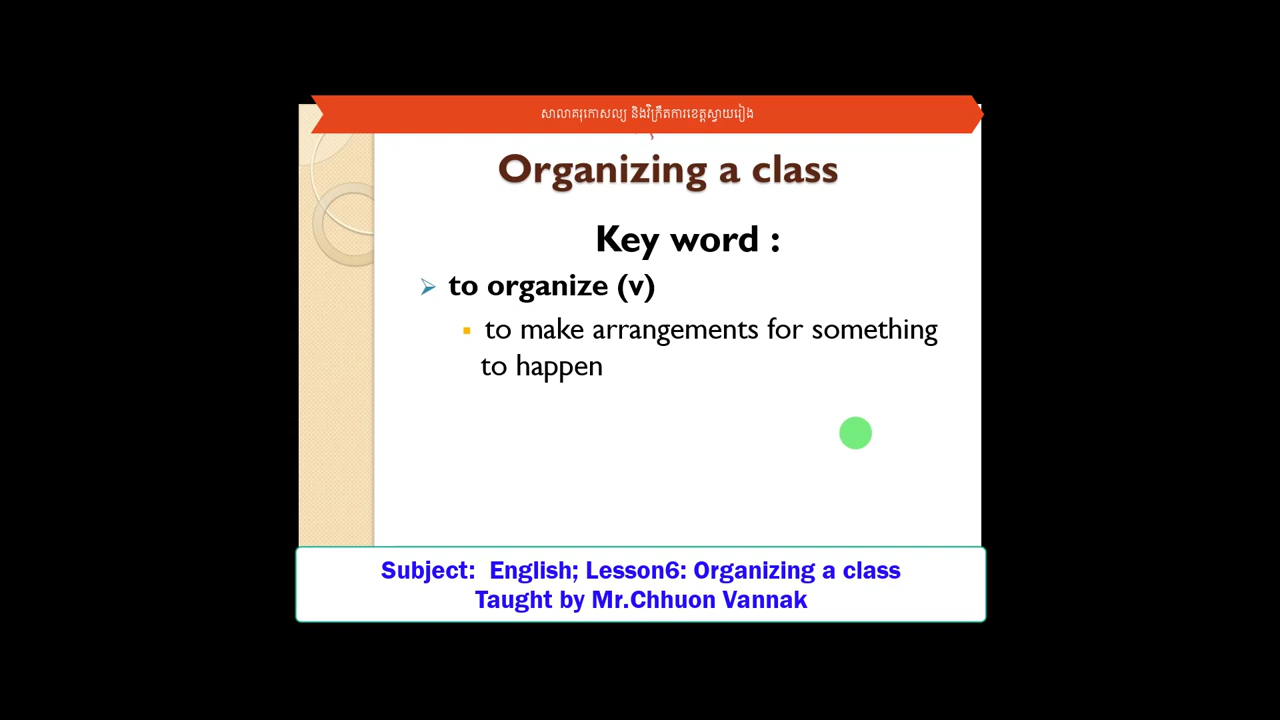 សាលាគរុកោសល្យ និងវិក្រឹតការខេត្តស្វាយរៀង
Organizing a class
Key word :
to organize (v)
to make arrangements for something
to happen
Subject: English; Lesson6: Organizing a class
Taught by Mr.Chhuon Vannak